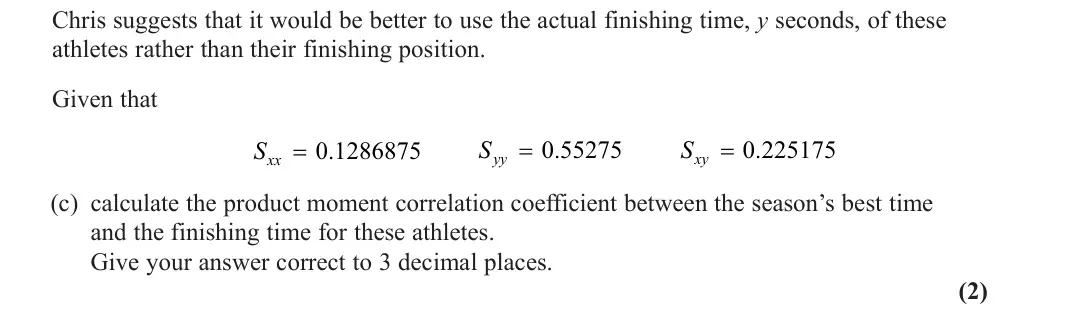 Chris suggests that it would be better to use the actual finishing time, y seconds, of these
athletes rather than their finishing position.
Given that
Sxx = 0.1286875 Syy = 0.55275 Sxy = 0.225175
(c) calculate the product moment correlation coefficient between the season’s best time
and the finishing time for these athletes.
Give your answer correct to 3 decimal places.
(2)